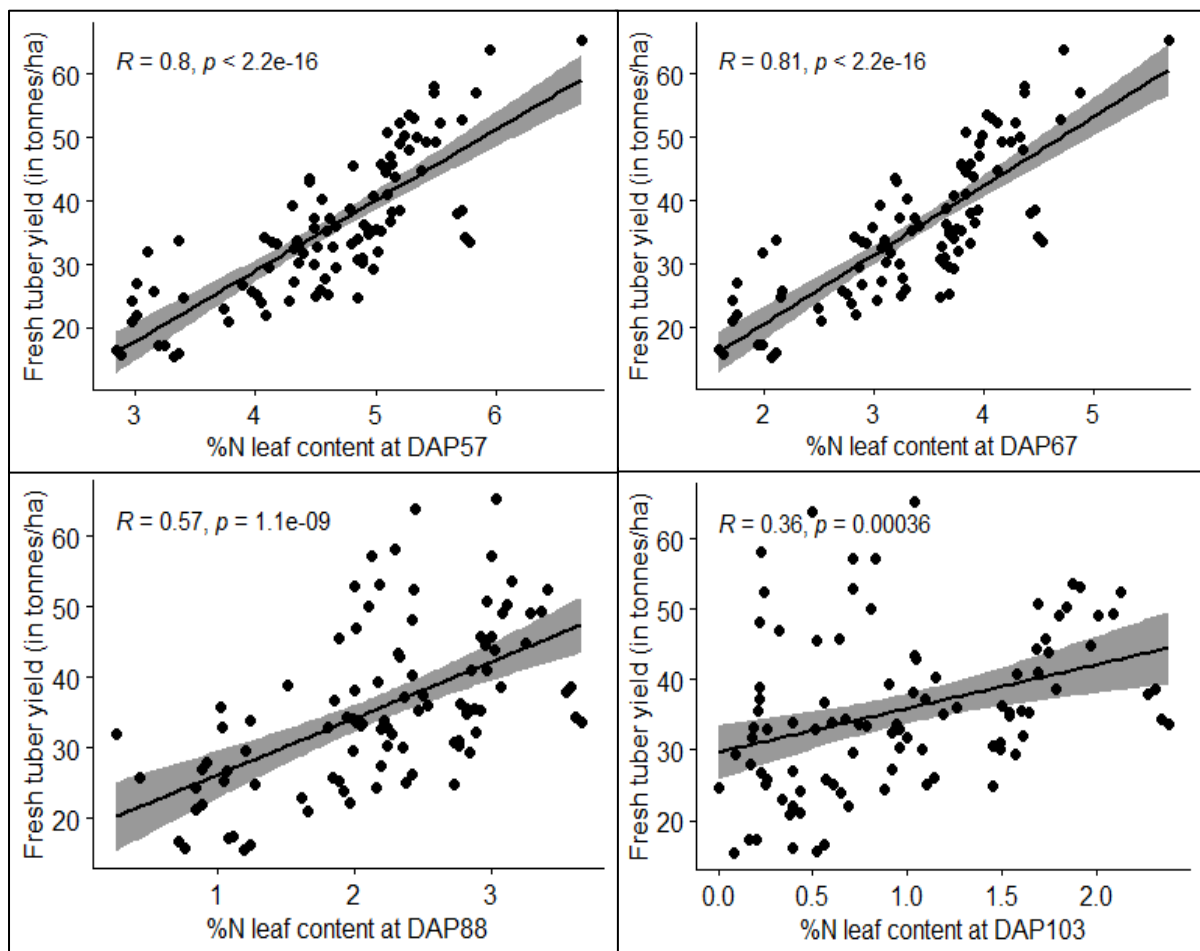 Fresh tuber yield (in tonnes/ha)
R = 0.8, p < 2.2e-16
60
50
40
30
20
3 4 5 6
%N leaf content at DAP57
Fresh tuber yield (in tonnes/ha)
R = 0.81, p < 2.2e-16
60
50
40
30
20
2 3 4 5
%N leaf content at DAP67
Fresh tuber yield (in tonnes/ha)
R = 0.57, p = 1.1e-09
60
50
40
30
20
1 2 3
%N leaf content at DAP88
Fresh tuber yield (in tonnes/ha)
R = 0.36, p = 0.00036
60
50
40
30
20
0.0 0.5 1.0 1.5 2.0
%N leaf content at DAP103